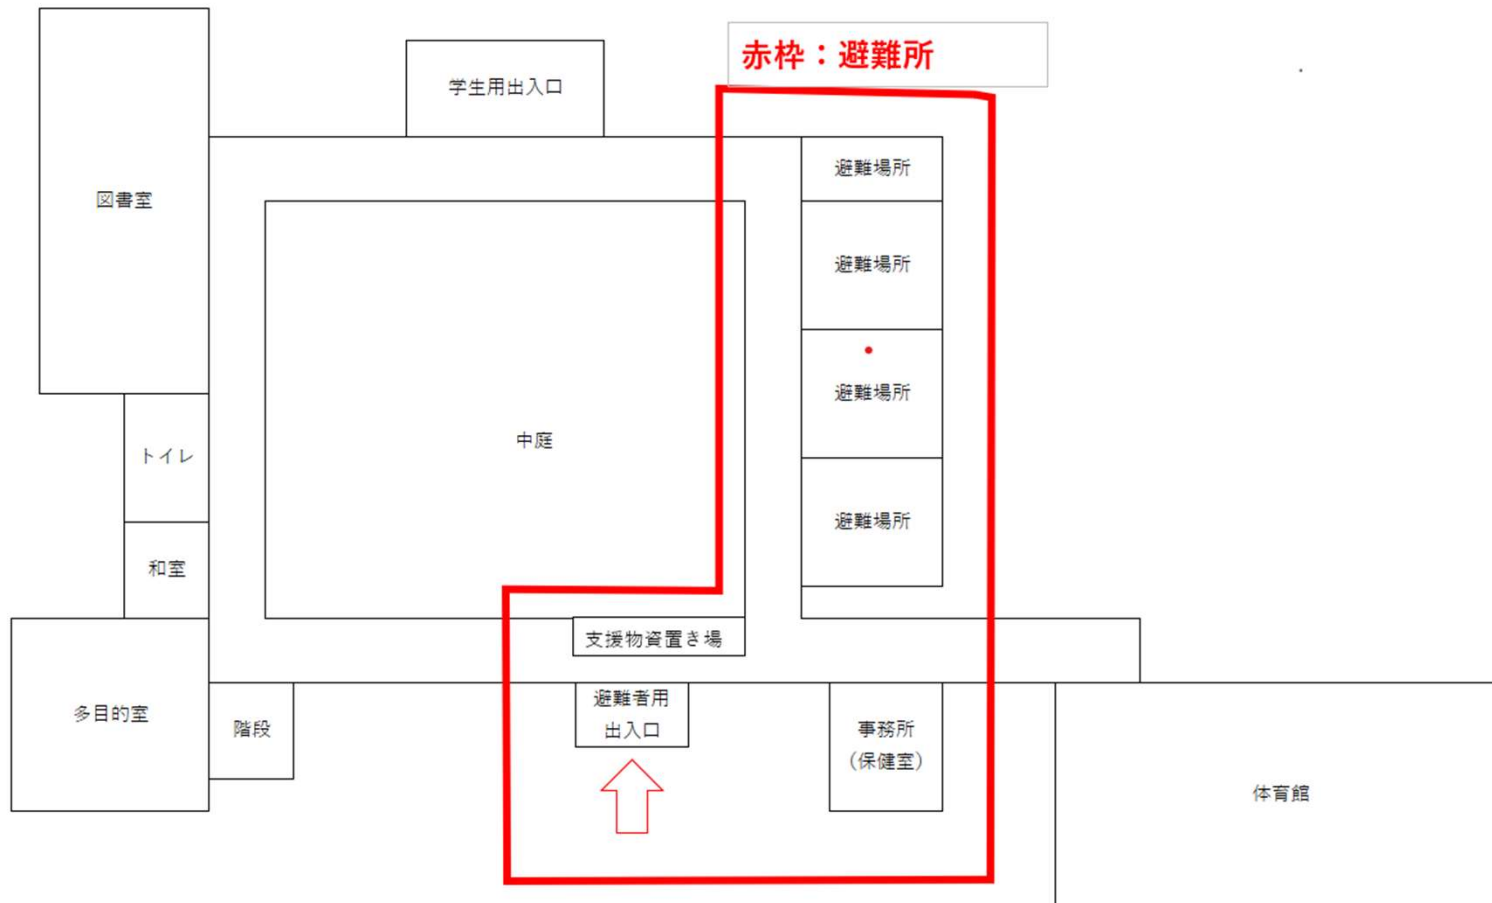 赤枠：避難所
学生用出入口
避難場所
図書室
避難場所
避難場所
中庭
トイレ
避難場所
和室
支援物資置き場
多目的室
階段
避難者用
出入口
事務所
（保健室）
体育館